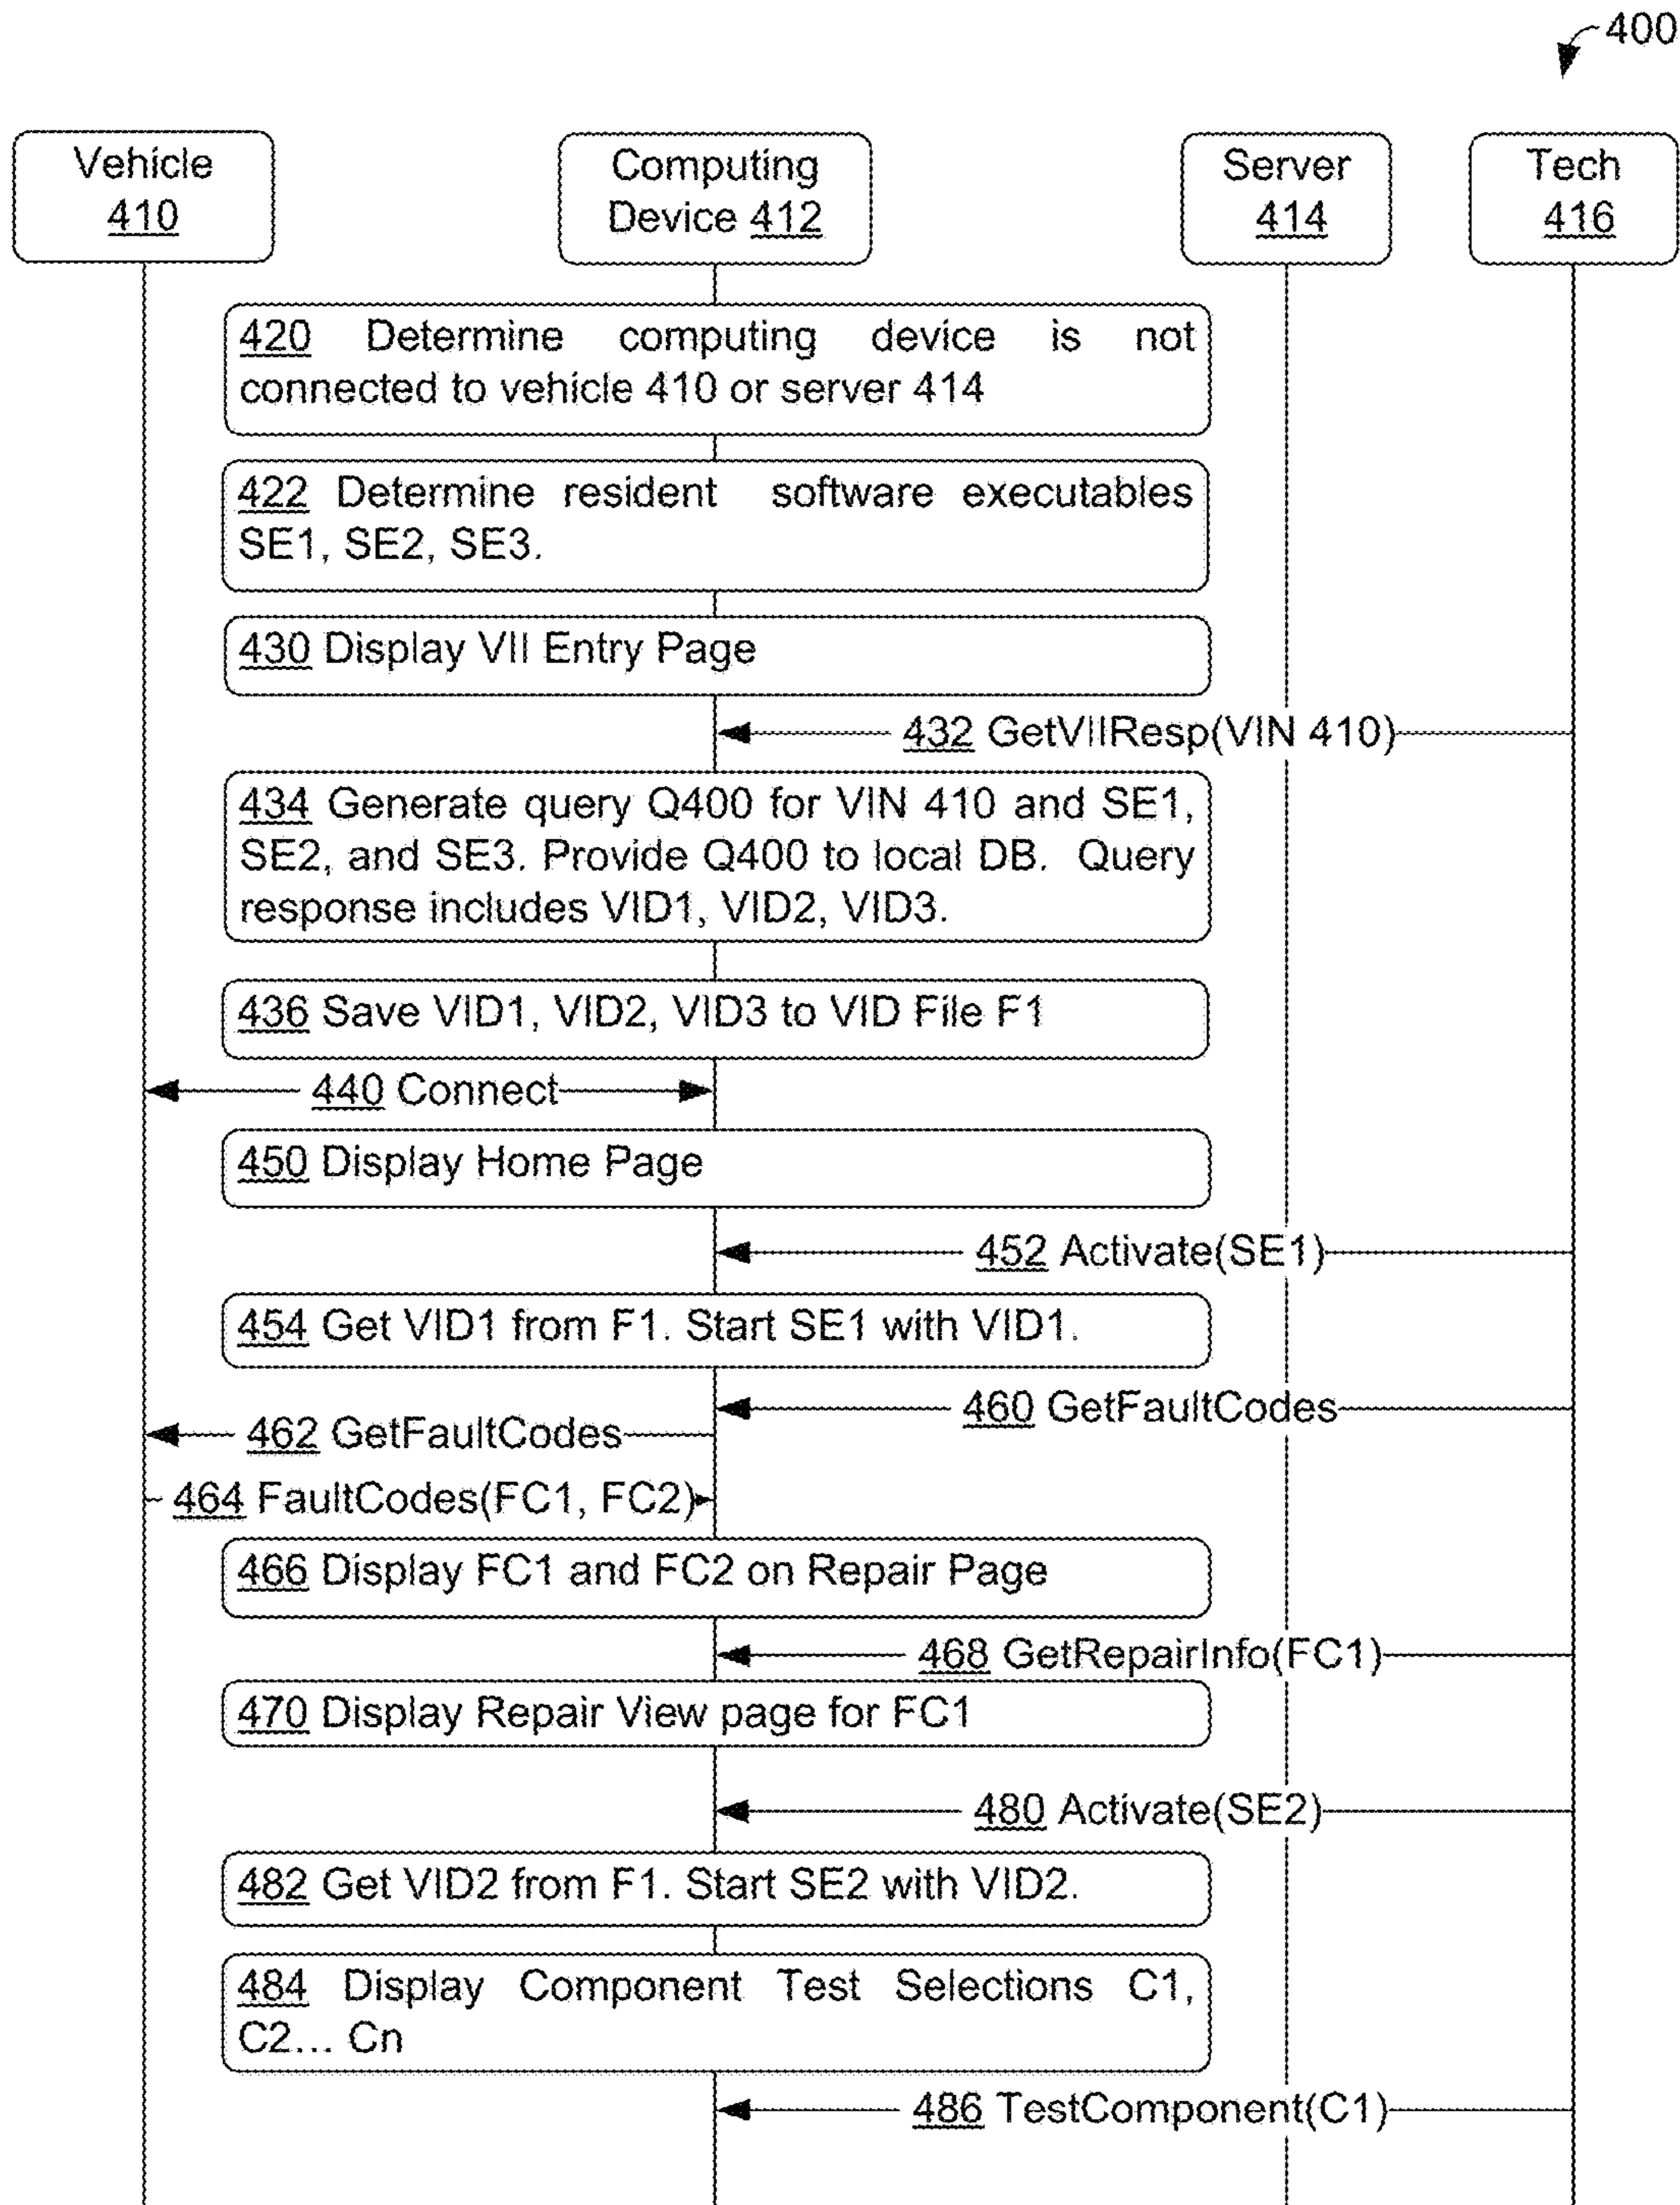 400
Vehicle
410
Computing
Device 412
Server
414
Tech
416
420 Determine computing device is not
connected to vehicle 410 or server 414
422 Determine resident software executables
SE1, SE2, SE3.
430 Display VII Entry Page
432 GetVIIResp(VIN 410)
434 Generate query Q400 for VIN 410 and SE1,
SE2, and SE3. Provide Q400 to local DB. Query
response includes VID1, VID2, VID3.
436 Save VID1, VID2, VID3 to VID File F1
440 Connect
450 Display Home Page
452 Activate(SE1)
454 Get VID1 from F1. Start SE1 with VID1.
460 GetFaultCodes
462 GetFaultCodes
464 FaultCodes(FC1, FC2)
466 Display FC1 and FC2 on Repair Page
468 GetRepairInfo(FC1)
470 Display Repair View page for FC1
480 Activate(SE2)
482 Get VID2 from F1. Start SE2 with VID2.
484 Display Component Test Selections C1,
C2... Cn
486 TestComponent(C1)